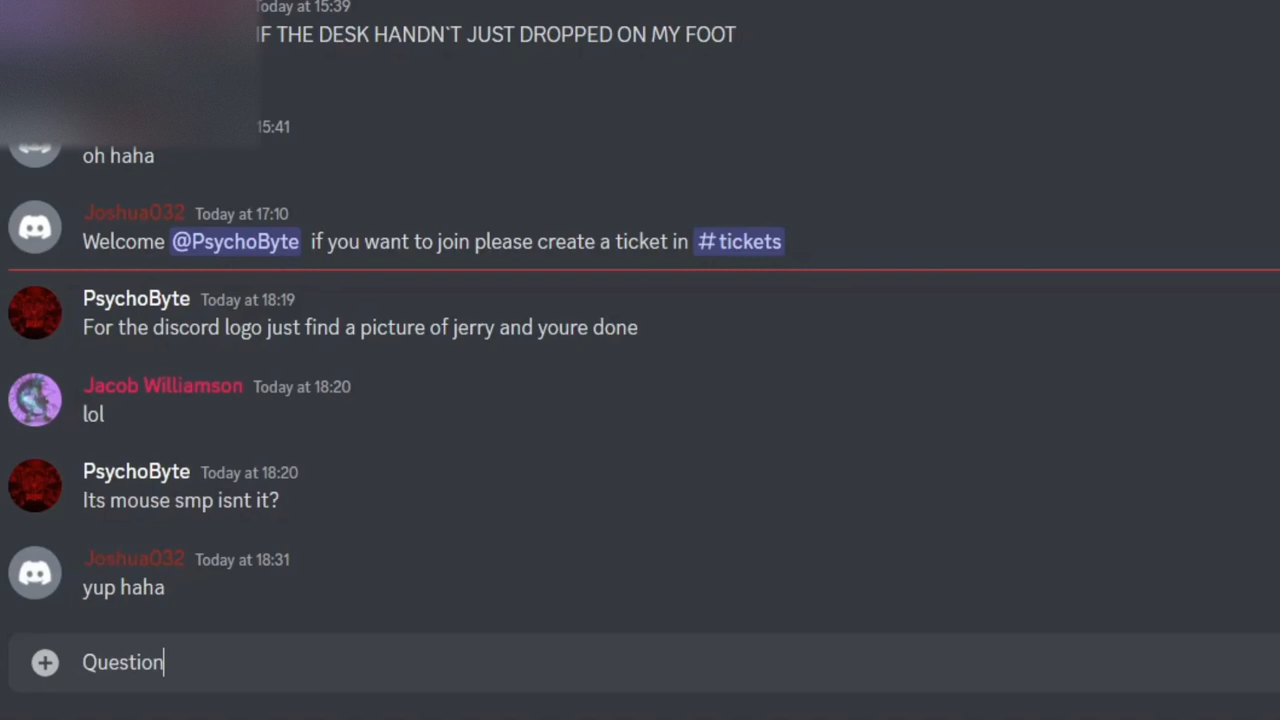 Today at 15:39
IF THE DESK HANDN`T JUST DROPPED ON MY FOOT
15:41
oh haha
Joshua032 Today at 17:10
Welcome @PsychoByte if you want to join please create a ticket in #tickets
PsychoByte Today at 18:19
For the discord logo just find a picture of jerry and youre done
Jacob Williamson Today at 18:20
lol
PsychoByte Today at 18:20
Its mouse smp isnt it?
Joshua032 Today at 18:31
yup haha
Question